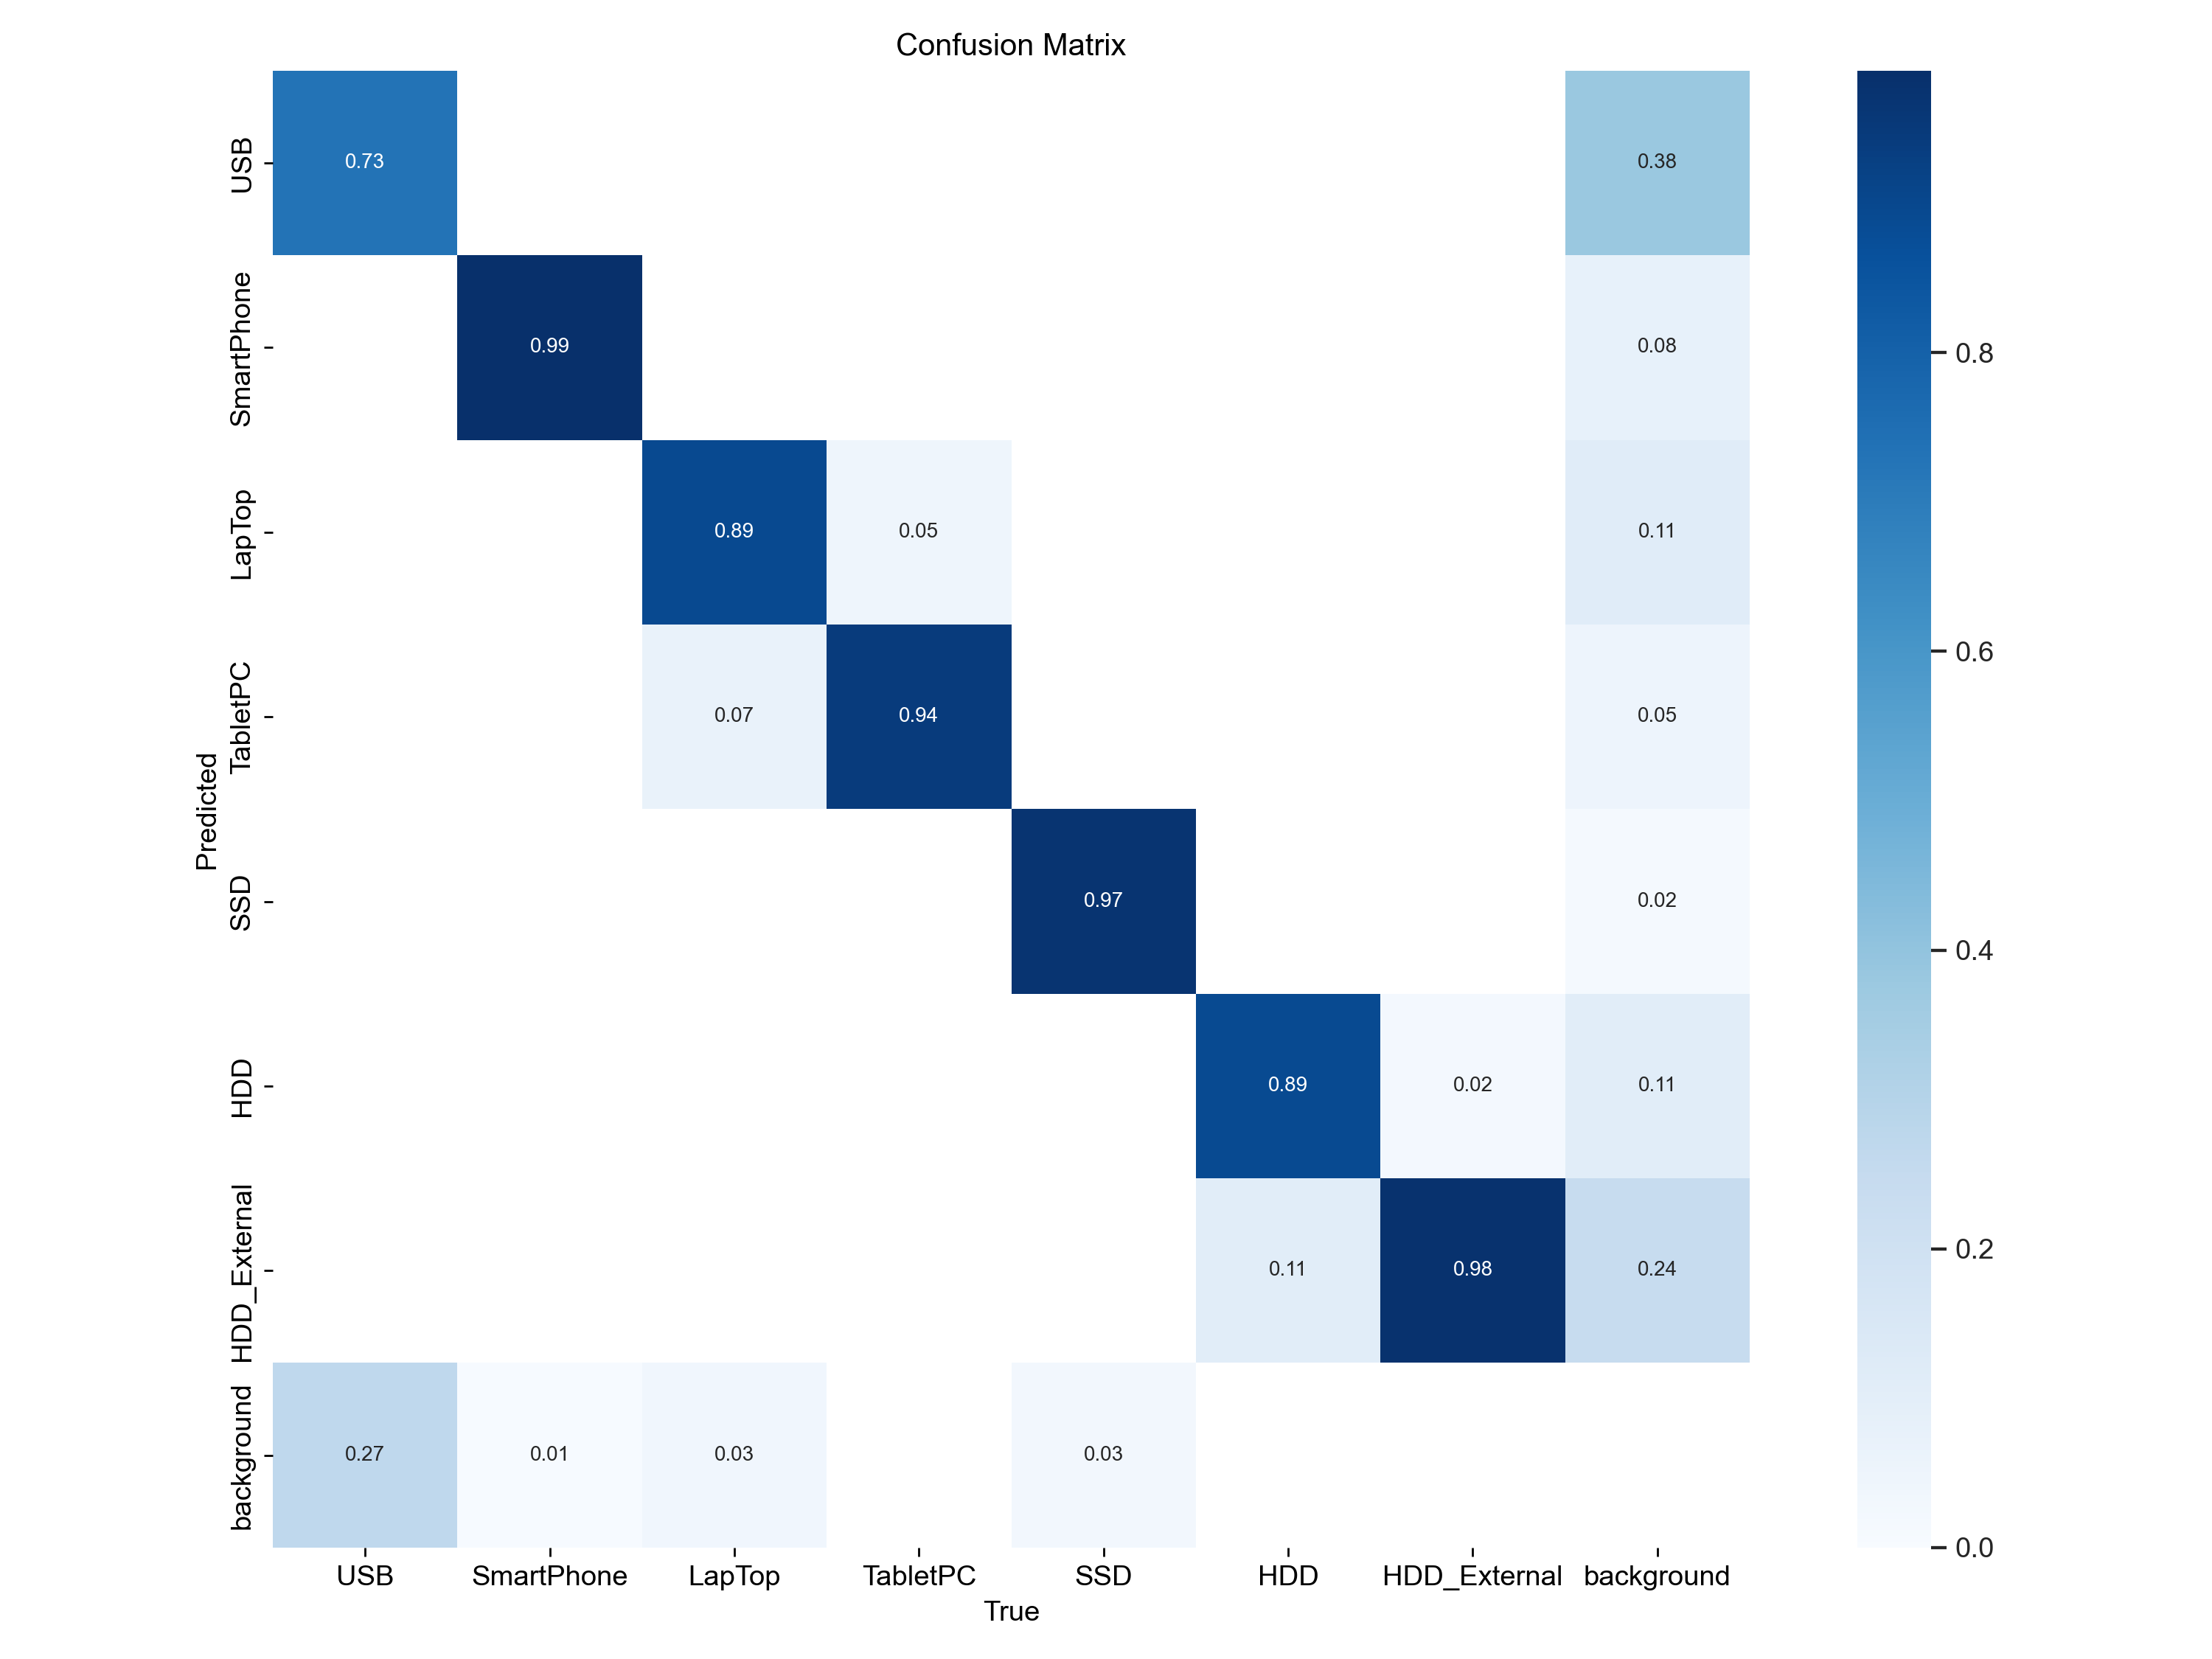 Confusion Matrix
USB
0.73
0.38
SmartPhone
0.99
0.08
0.8
LapTop
0.89
0.05
0.11
0.6
TabletPC
0.07
0.94
0.05
Predicted
SSD
0.97
0.02
0.4
HDD
0.89
0.02
0.11
HDD_External
0.11
0.98
0.24
0.2
background
0.27
0.01
0.03
0.03
0.0
USB SmartPhone LapTop TabletPC SSD HDD HDD_External background
True